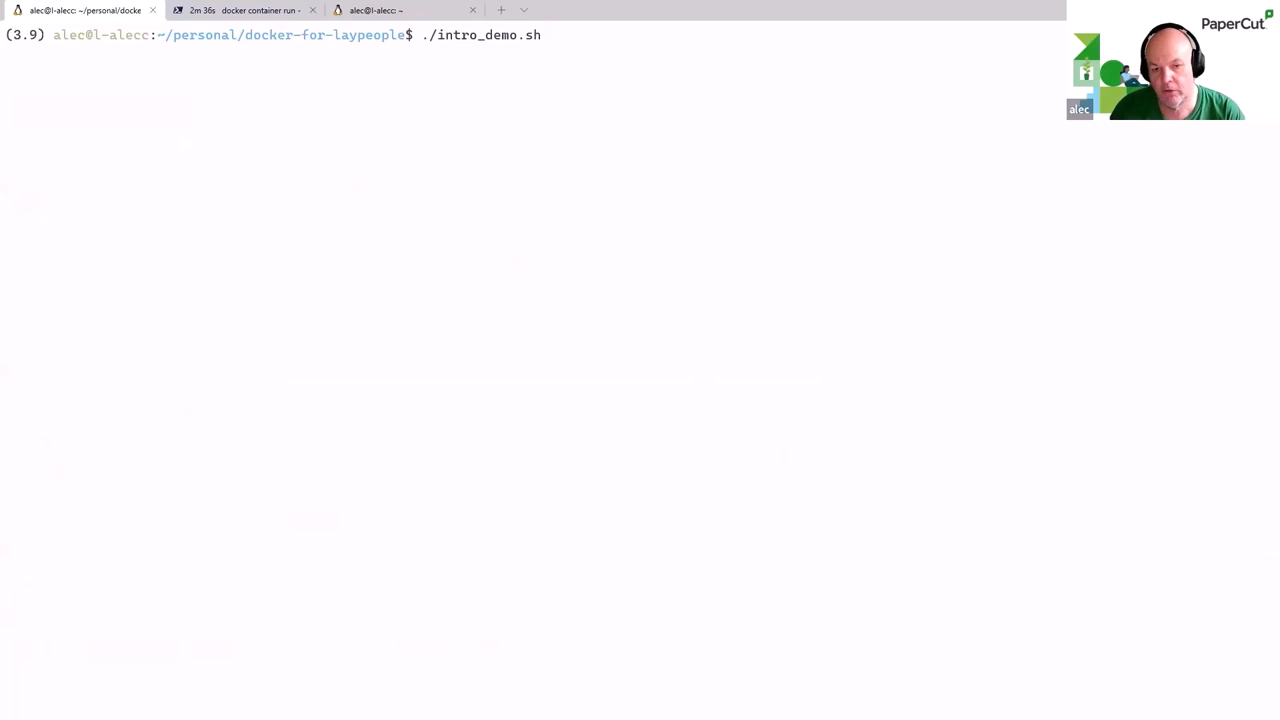 alec@l-alecc: ~/personal/docke
2m 36s docker container run -
alec@l-alecc: ~
(3.9) alec@l-alecc:~/personal/docker-for-laypeople$ ./intro_demo.sh
PaperCut
alec